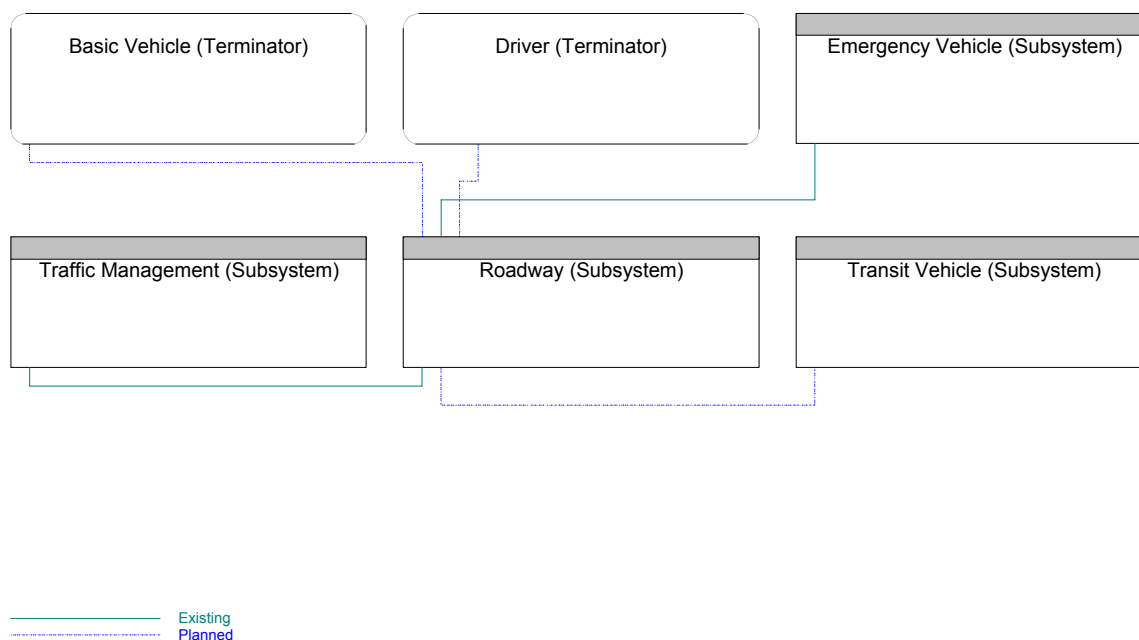 Basic Vehicle (Terminator)
Driver (Terminator)
Emergency Vehicle (Subsystem)
Traffic Management (Subsystem)
Roadway (Subsystem)
Transit Vehicle (Subsystem)
Existing
Planned